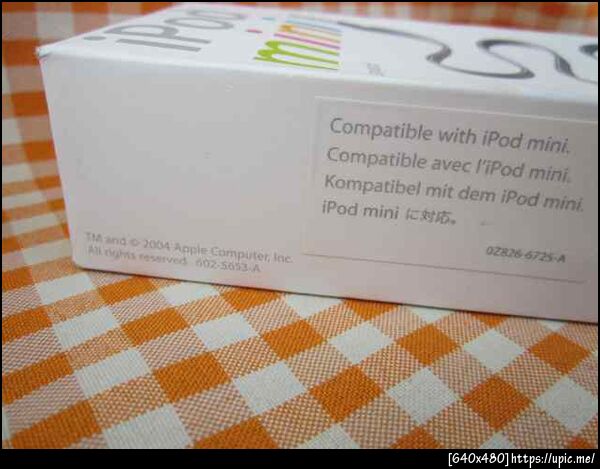 iPod
mini
Compatible with iPod mini.
Compatible avec l'iPod mini.
Kompatibel mit dem iPod mini.
iPod mini に対応。
0Z826-6725-A
TM and © 2004 Apple Computer, Inc.
All rights reserved. 602-5653-A
[640x480]https://upic.me/